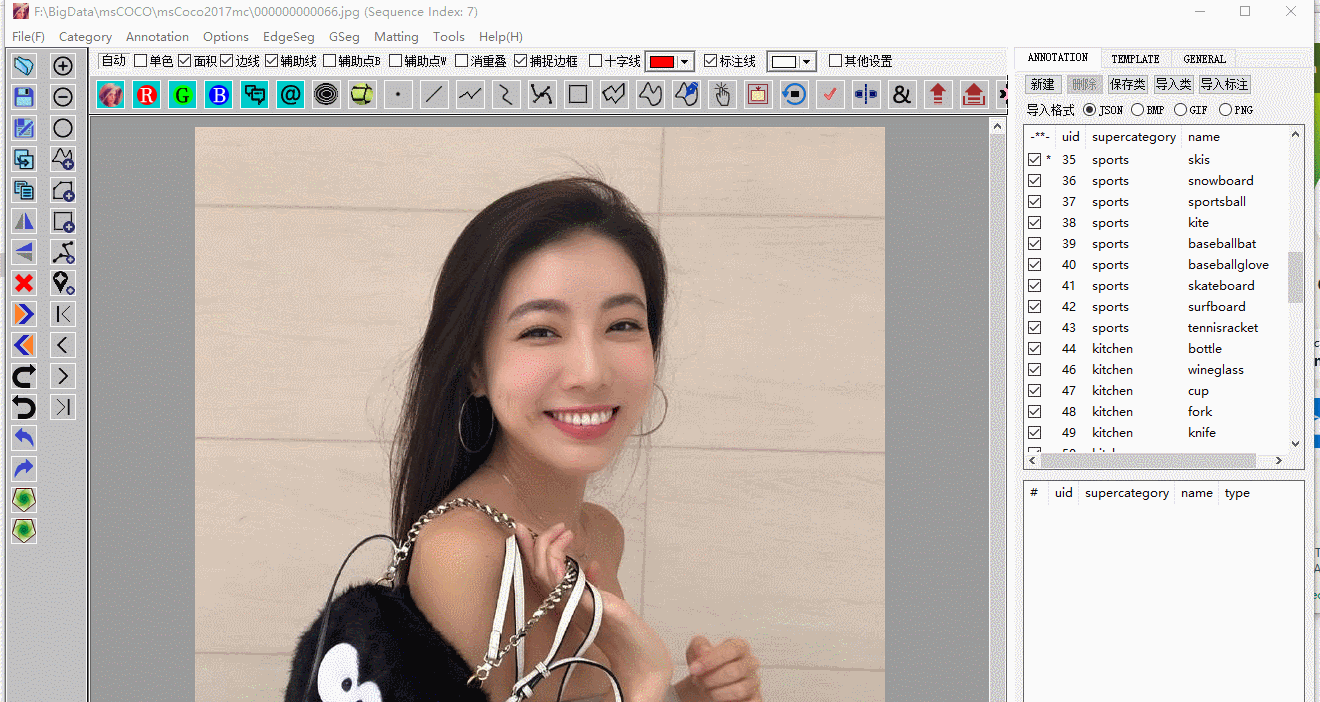 F:\BigData\msCOCO\msCoco2017mc\000000000066.jpg (Sequence Index: 7)
File(F) Category Annotation Options EdgeSeg GSeg Matting Tools Help(H)
自动 单色 面积 边线 辅助线 辅助点B 辅助点W 消重叠 捕捉边框 十字线 标注线 其他设置
R G B @ &
ANNOTATION TEMPLATE GENERAL
新建 删除 保存类 导入类 导入标注
导入格式 JSON BMP GIF PNG
-**- uid supercategory name
* 35 sports skis
36 sports snowboard
37 sports sportsball
38 sports kite
39 sports baseballbat
40 sports baseballglove
41 sports skateboard
42 sports surfboard
43 sports tennisracket
44 kitchen bottle
46 kitchen wineglass
47 kitchen cup
48 kitchen fork
49 kitchen knife
# uid supercategory name type